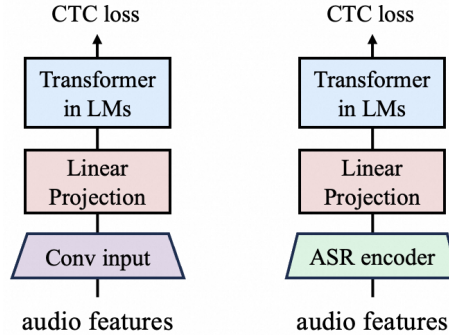 CTC loss
Transformer
in LMs
Linear
Projection
Conv input
audio features
CTC loss
Transformer
in LMs
Linear
Projection
ASR encoder
audio features